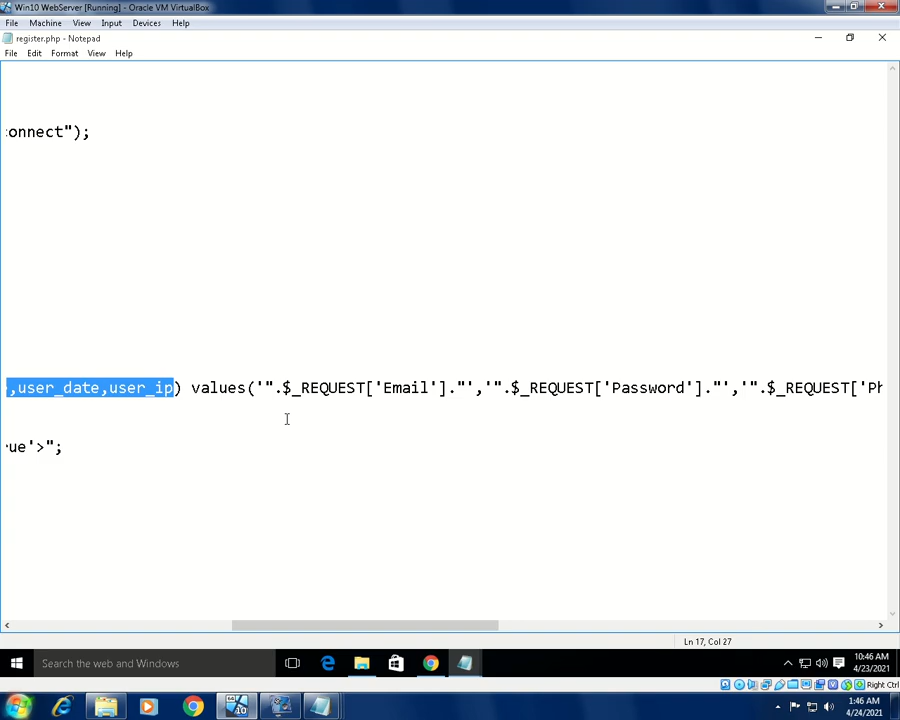 Win10 WebServer [Running] - Oracle VM VirtualBox
File Machine View Input Devices Help
register.php - Notepad
File Edit Format View Help
connect");
,user_date,user_ip) values('".$_REQUEST['Email']."','".$_REQUEST['Password']."','".$_REQUEST['Ph
rue'>";
Ln 17, Col 27
Search the web and Windows
10:46 AM
4/23/2021
Right Ctrl
1:46 AM
4/24/2021